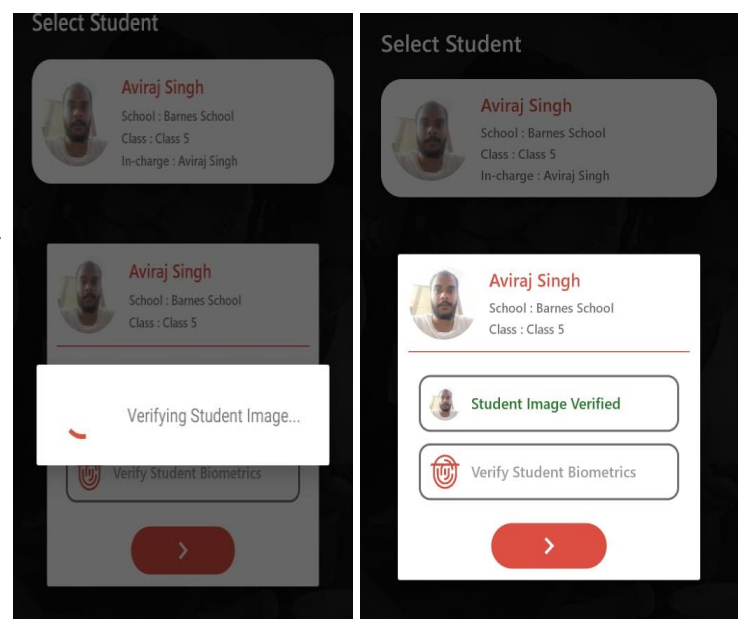 Select Student
Aviraj Singh
School : Barnes School
Class : Class 5
In-charge : Aviraj Singh
Aviraj Singh
School : Barnes School
Class : Class 5
Verifying Student Image...
Verify Student Biometrics
Select Student
Aviraj Singh
School : Barnes School
Class : Class 5
In-charge : Aviraj Singh
Aviraj Singh
School : Barnes School
Class : Class 5
Student Image Verified
Verify Student Biometrics